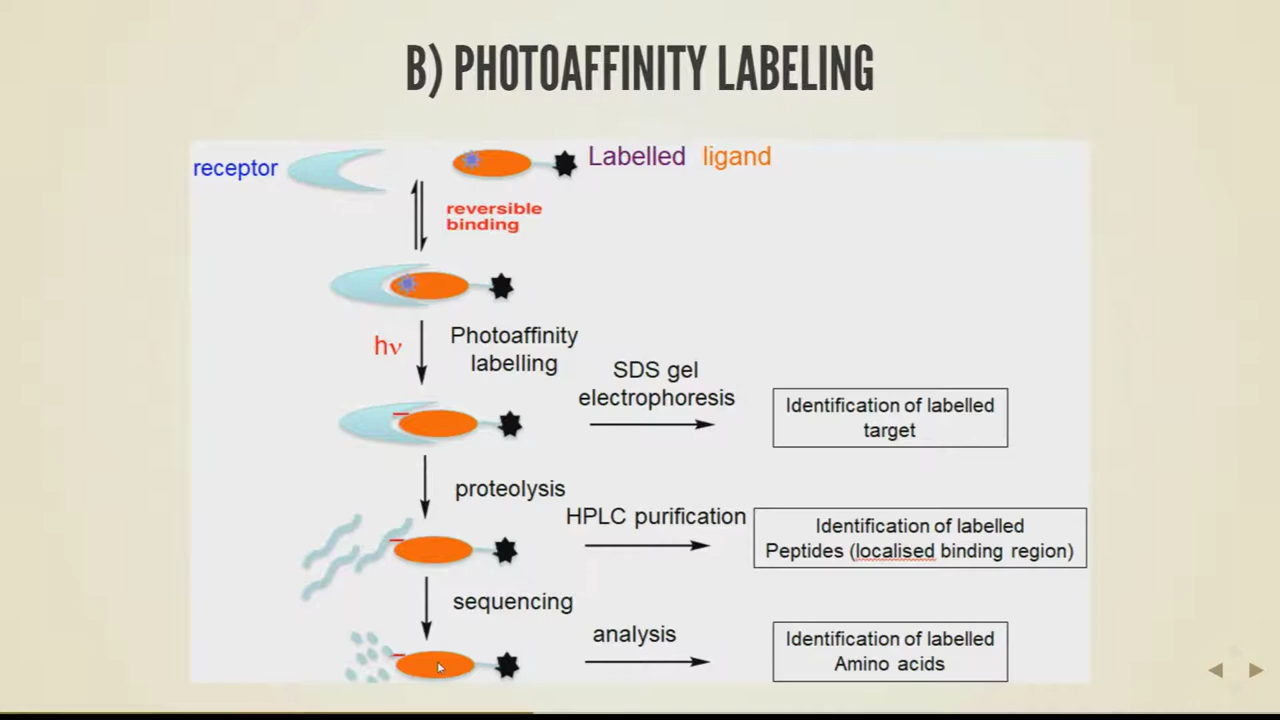 B) PHOTOAFFINITY LABELING
receptor
Labelled ligand
reversible
binding
hν
Photoaffinity
labelling
SDS gel
electrophoresis
Identification of labelled
target
proteolysis
HPLC purification
Identification of labelled
Peptides (localised binding region)
sequencing
analysis
Identification of labelled
Amino acids